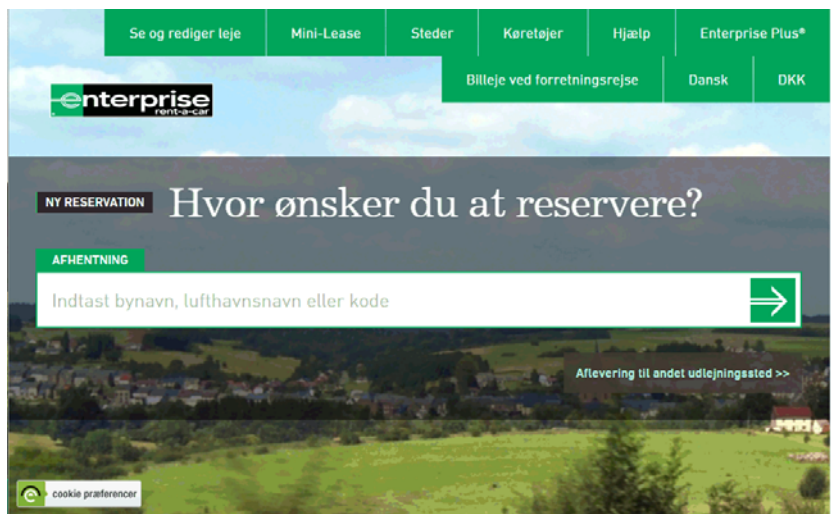 Se og rediger leje
Mini-Lease
Steder
Køretøjer
Hjælp
Enterprise Plus®
Billeje ved forretningsrejse
Dansk
DKK
enterprise
rent-a-car
NY RESERVATION
Hvor ønsker du at reservere?
AFHENTNING
Indtast bynavn, lufthavnsnavn eller kode
Aflevering til andet udlejningssted >>
cookie præferencer